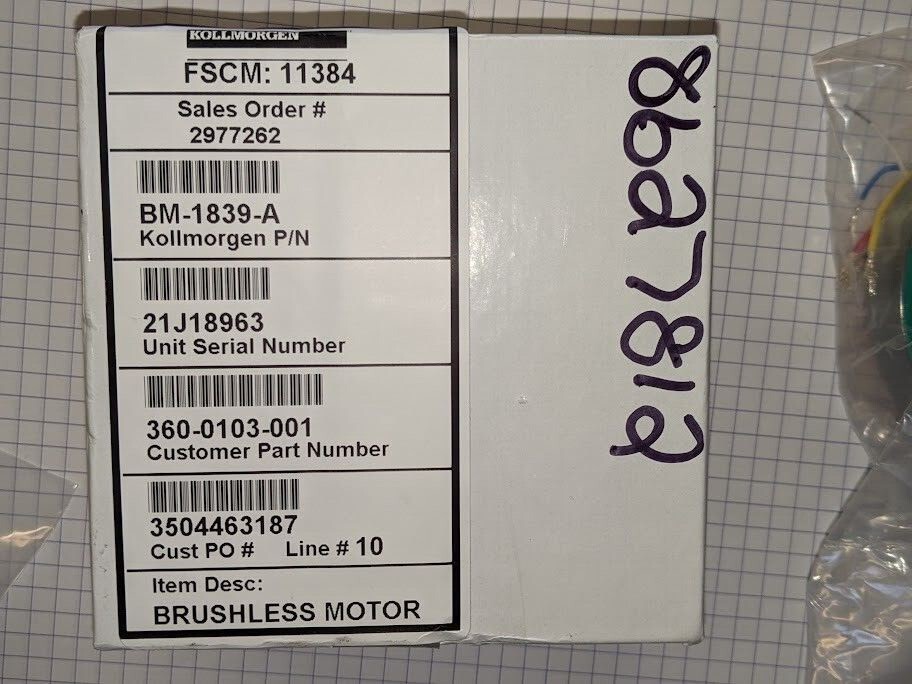 KOLLMORGEN
FSCM: 11384
Sales Order #
2977262
BM-1839-A
Kollmorgen P/N
21J18963
Unit Serial Number
360-0103-001
Customer Part Number
3504463187
Cust PO # Line # 10
Item Desc:
BRUSHLESS MOTOR
86a27812